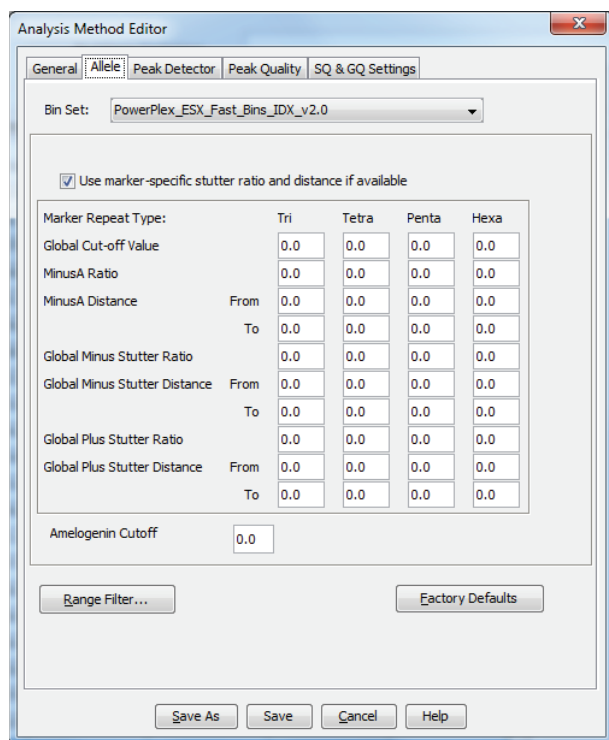 Analysis Method Editor
x
General Allele Peak Detector Peak Quality SQ & GQ Settings
Bin Set: PowerPlex_ESX_Fast_Bins_IDX_v2.0
Use marker-specific stutter ratio and distance if available
Marker Repeat Type: Tri Tetra Penta Hexa
Global Cut-off Value 0.0 0.0 0.0 0.0
MinusA Ratio 0.0 0.0 0.0 0.0
MinusA Distance From 0.0 0.0 0.0 0.0
To 0.0 0.0 0.0 0.0
Global Minus Stutter Ratio 0.0 0.0 0.0 0.0
Global Minus Stutter Distance From 0.0 0.0 0.0 0.0
To 0.0 0.0 0.0 0.0
Global Plus Stutter Ratio 0.0 0.0 0.0 0.0
Global Plus Stutter Distance From 0.0 0.0 0.0 0.0
To 0.0 0.0 0.0 0.0
Amelogenin Cutoff 0.0
Range Filter... Factory Defaults
Save As Save Cancel Help